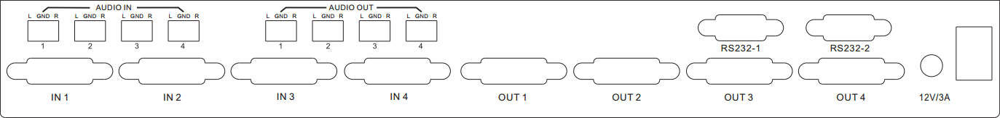 AUDIO IN AUDIO OUT
L GND R L GND R L GND R L GND R L GND R L GND R L GND R L GND R
1 2 3 4 1 2 3 4 RS232-1 RS232-2
IN 1 IN 2 IN 3 IN 4 OUT 1 OUT 2 OUT 3 OUT 4 12V/3A